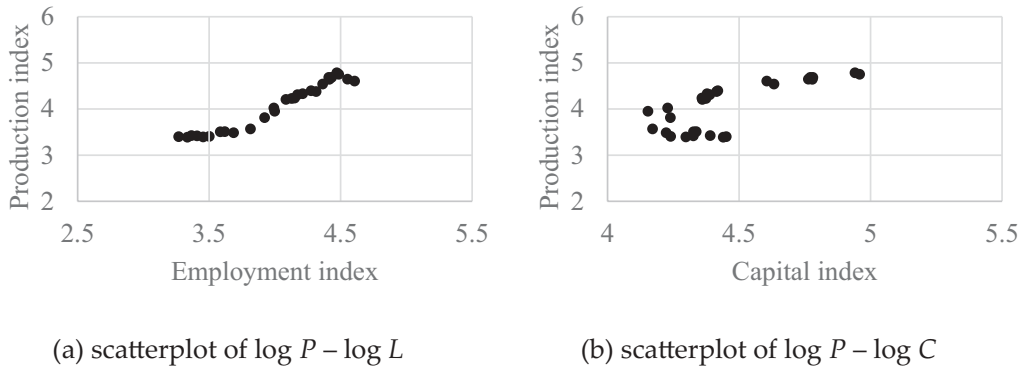 Production index
6
5
4
3
2
2.5 3.5 4.5 5.5
Employment index
(a) scatterplot of log P – log L
Production index
6
5
4
3
2
4 4.5 5 5.5
Capital index
(b) scatterplot of log P – log C